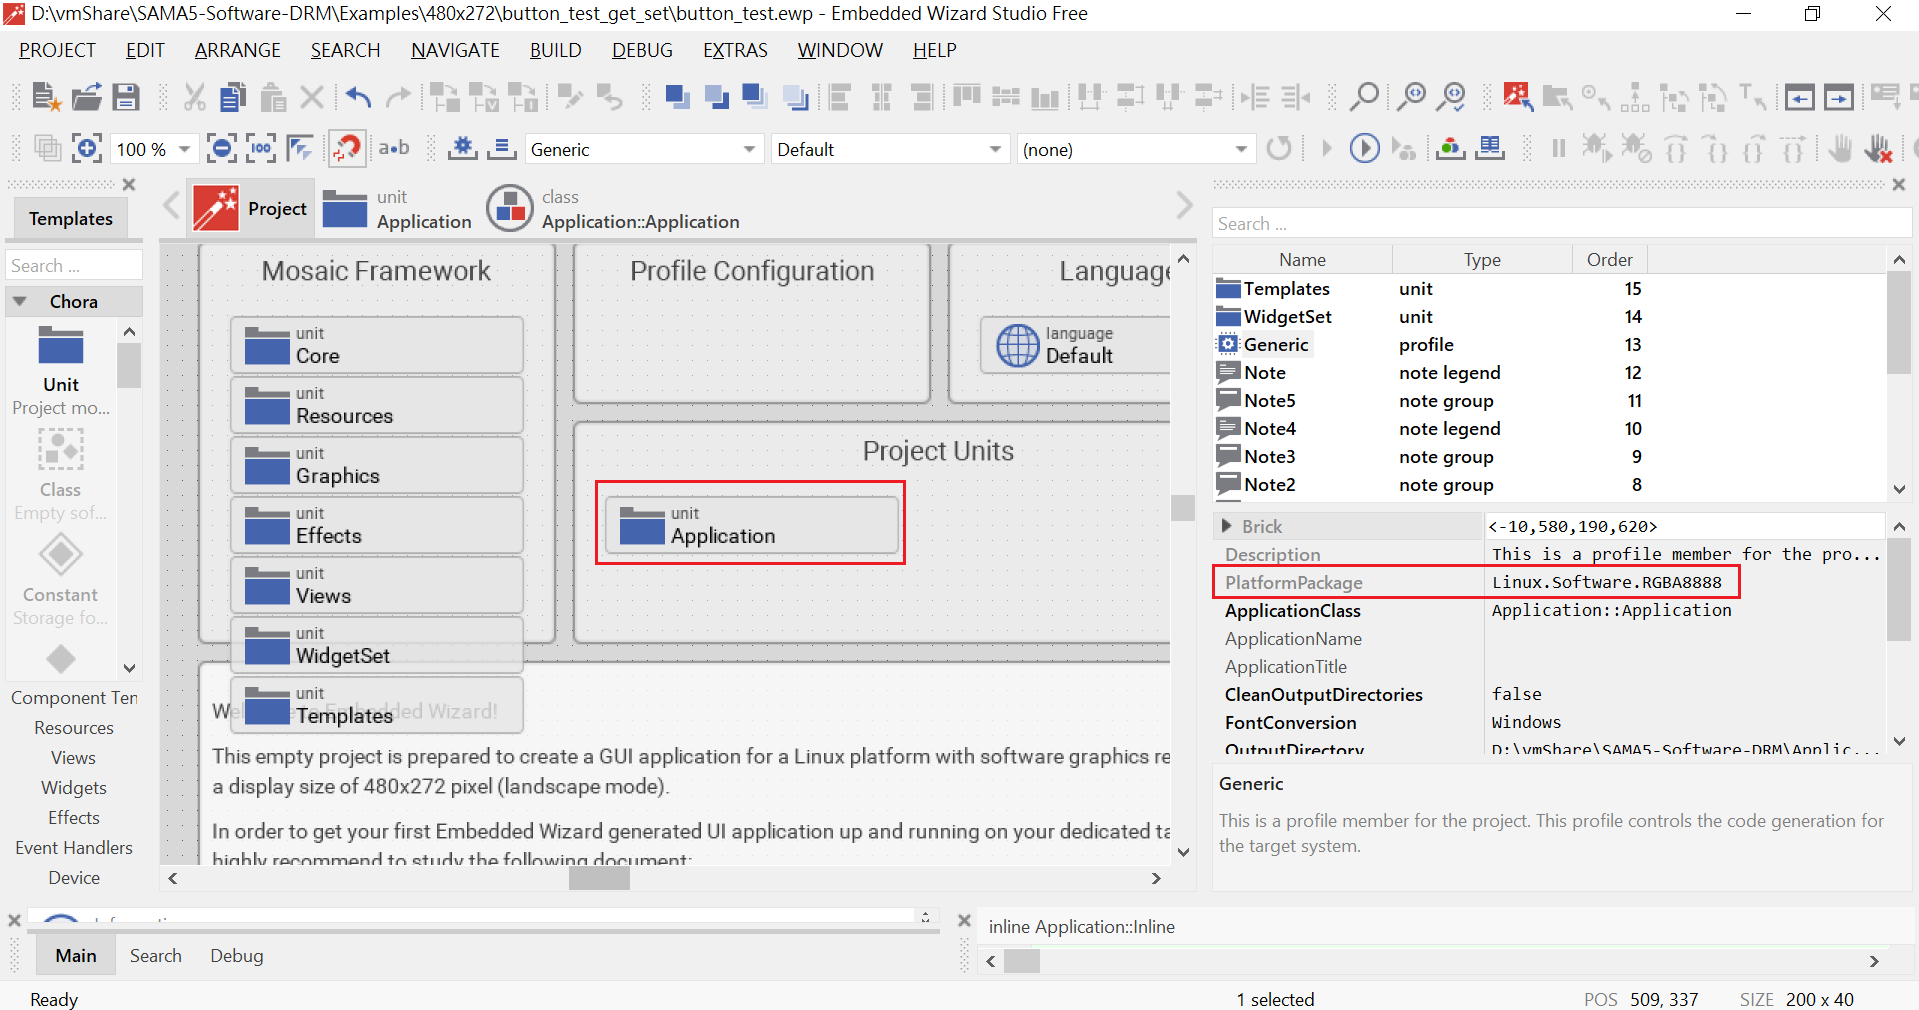 D:\vmShare\SAMA5-Software-DRM\Examples\480x272\button_test_get_set\button_test.ewp - Embedded Wizard Studio Free
PROJECT EDIT ARRANGE SEARCH NAVIGATE BUILD DEBUG EXTRAS WINDOW HELP
100 % 100 a•b Generic Default (none)
Templates
Search ...
Chora
Unit
Project mo...
Class
Empty sof...
Constant
Storage fo...
Component Ten
Resources
Views
Widgets
Effects
Event Handlers
Device
Project
unit
Application
class
Application::Application
Mosaic Framework
unit
Core
unit
Resources
unit
Graphics
unit
Effects
unit
Views
unit
WidgetSet
unit
Templates
Profile Configuration
Language
language
Default
Project Units
unit
Application
Welcome to Embedded Wizard!
This empty project is prepared to create a GUI application for a Linux platform with software graphics re
a display size of 480x272 pixel (landscape mode).
In order to get your first Embedded Wizard generated UI application up and running on your dedicated ta
highly recommend to study the following document:
Search ...
Name Type Order
Templates unit 15
WidgetSet unit 14
Generic profile 13
Note note legend 12
Note5 note group 11
Note4 note legend 10
Note3 note group 9
Note2 note group 8
Brick <-10,580,190,620>
Description This is a profile member for the pro...
PlatformPackage Linux.Software.RGBA8888
ApplicationClass Application::Application
ApplicationName
ApplicationTitle
CleanOutputDirectories false
FontConversion Windows
OutputDirectory D:\vmShare\SAMA5-Software-DRM\Applic...
Generic
This is a profile member for the project. This profile controls the code generation for
the target system.
Main Search Debug
inline Application::Inline
Ready
1 selected
POS 509, 337 SIZE 200 x 40